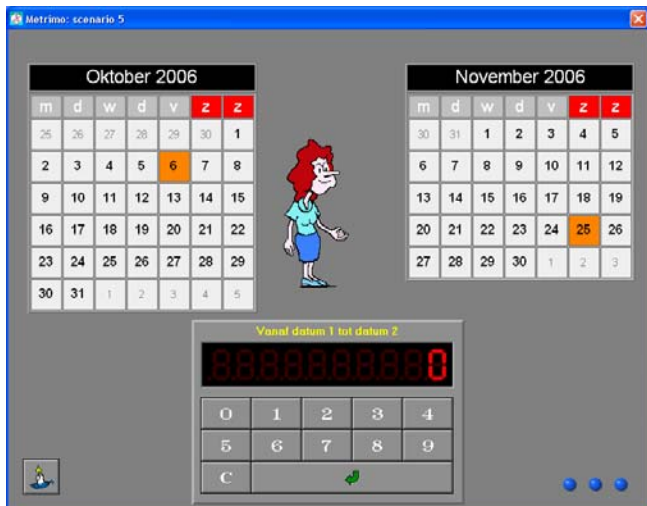 Metrimo: scenario 5
Oktober 2006
m d w d v z z
25 26 27 28 29 30 1
2 3 4 5 6 7 8
9 10 11 12 13 14 15
16 17 18 19 20 21 22
23 24 25 26 27 28 29
30 31 1 2 3 4 5
November 2006
m d w d v z z
30 31 1 2 3 4 5
6 7 8 9 10 11 12
13 14 15 16 17 18 19
20 21 22 23 24 25 26
27 28 29 30 1 2 3
Vanaf datum 1 tot datum 2
0
0 1 2 3 4
5 6 7 8 9
C